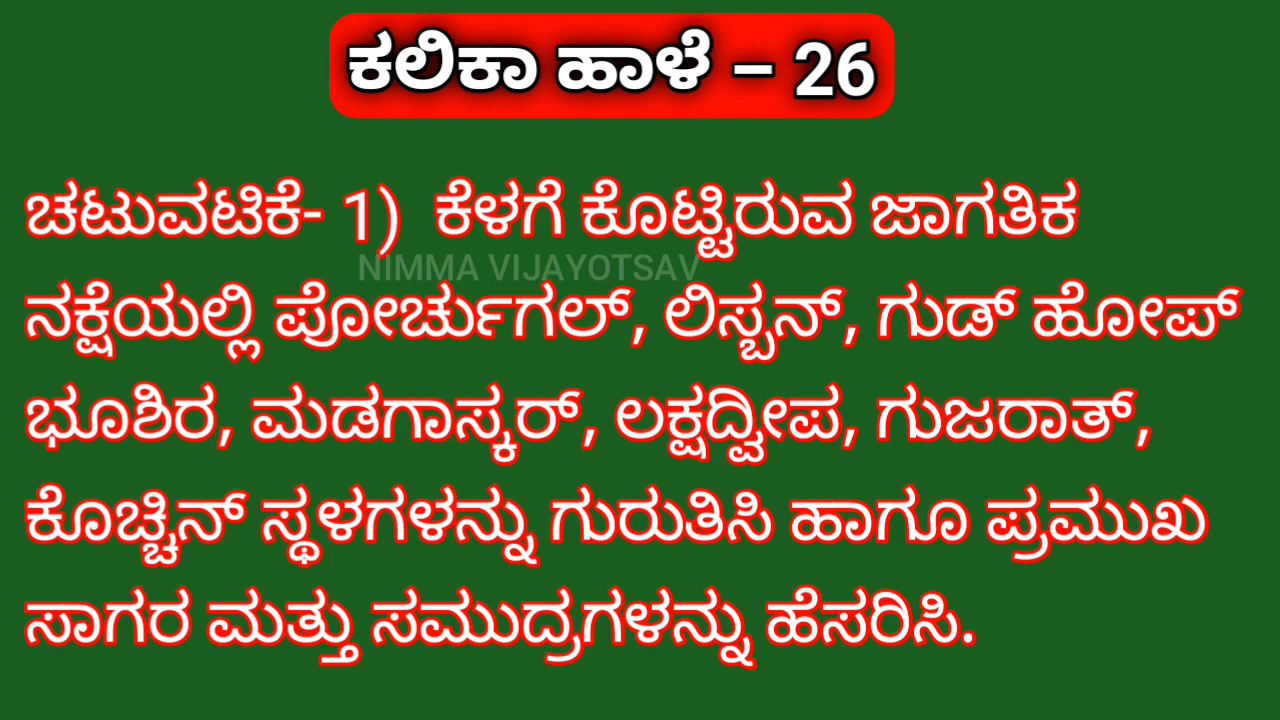 ಕಲಿಕಾ ಹಾಳೆ – 26
ಚಟುವಟಿಕೆ- 1) ಕೆಳಗೆ ಕೊಟ್ಟಿರುವ ಜಾಗತಿಕ
NIMMA VIJAYOTSAV
ನಕ್ಷೆಯಲ್ಲಿ ಪೋರ್ಚುಗಲ್, ಲಿಸ್ಬನ್, ಗುಡ್ ಹೋಪ್
ಭೂಶಿರ, ಮಡಗಾಸ್ಕರ್, ಲಕ್ಷದ್ವೀಪ, ಗುಜರಾತ್,
ಕೊಚ್ಚಿನ್ ಸ್ಥಳಗಳನ್ನು ಗುರುತಿಸಿ ಹಾಗೂ ಪ್ರಮುಖ
ಸಾಗರ ಮತ್ತು ಸಮುದ್ರಗಳನ್ನು ಹೆಸರಿಸಿ.